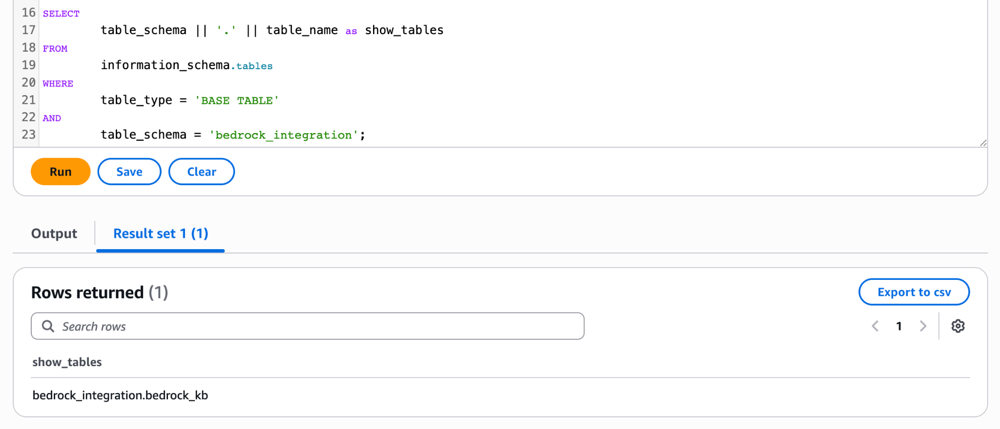 16 SELECT
17 table_schema || '.' || table_name as show_tables
18 FROM
19 information_schema.tables
20 WHERE
21 table_type = 'BASE TABLE'
22 AND
23 table_schema = 'bedrock_integration';
Run Save Clear
Output Result set 1 (1)
Rows returned (1) Export to csv
Search rows 1
show_tables
bedrock_integration.bedrock_kb